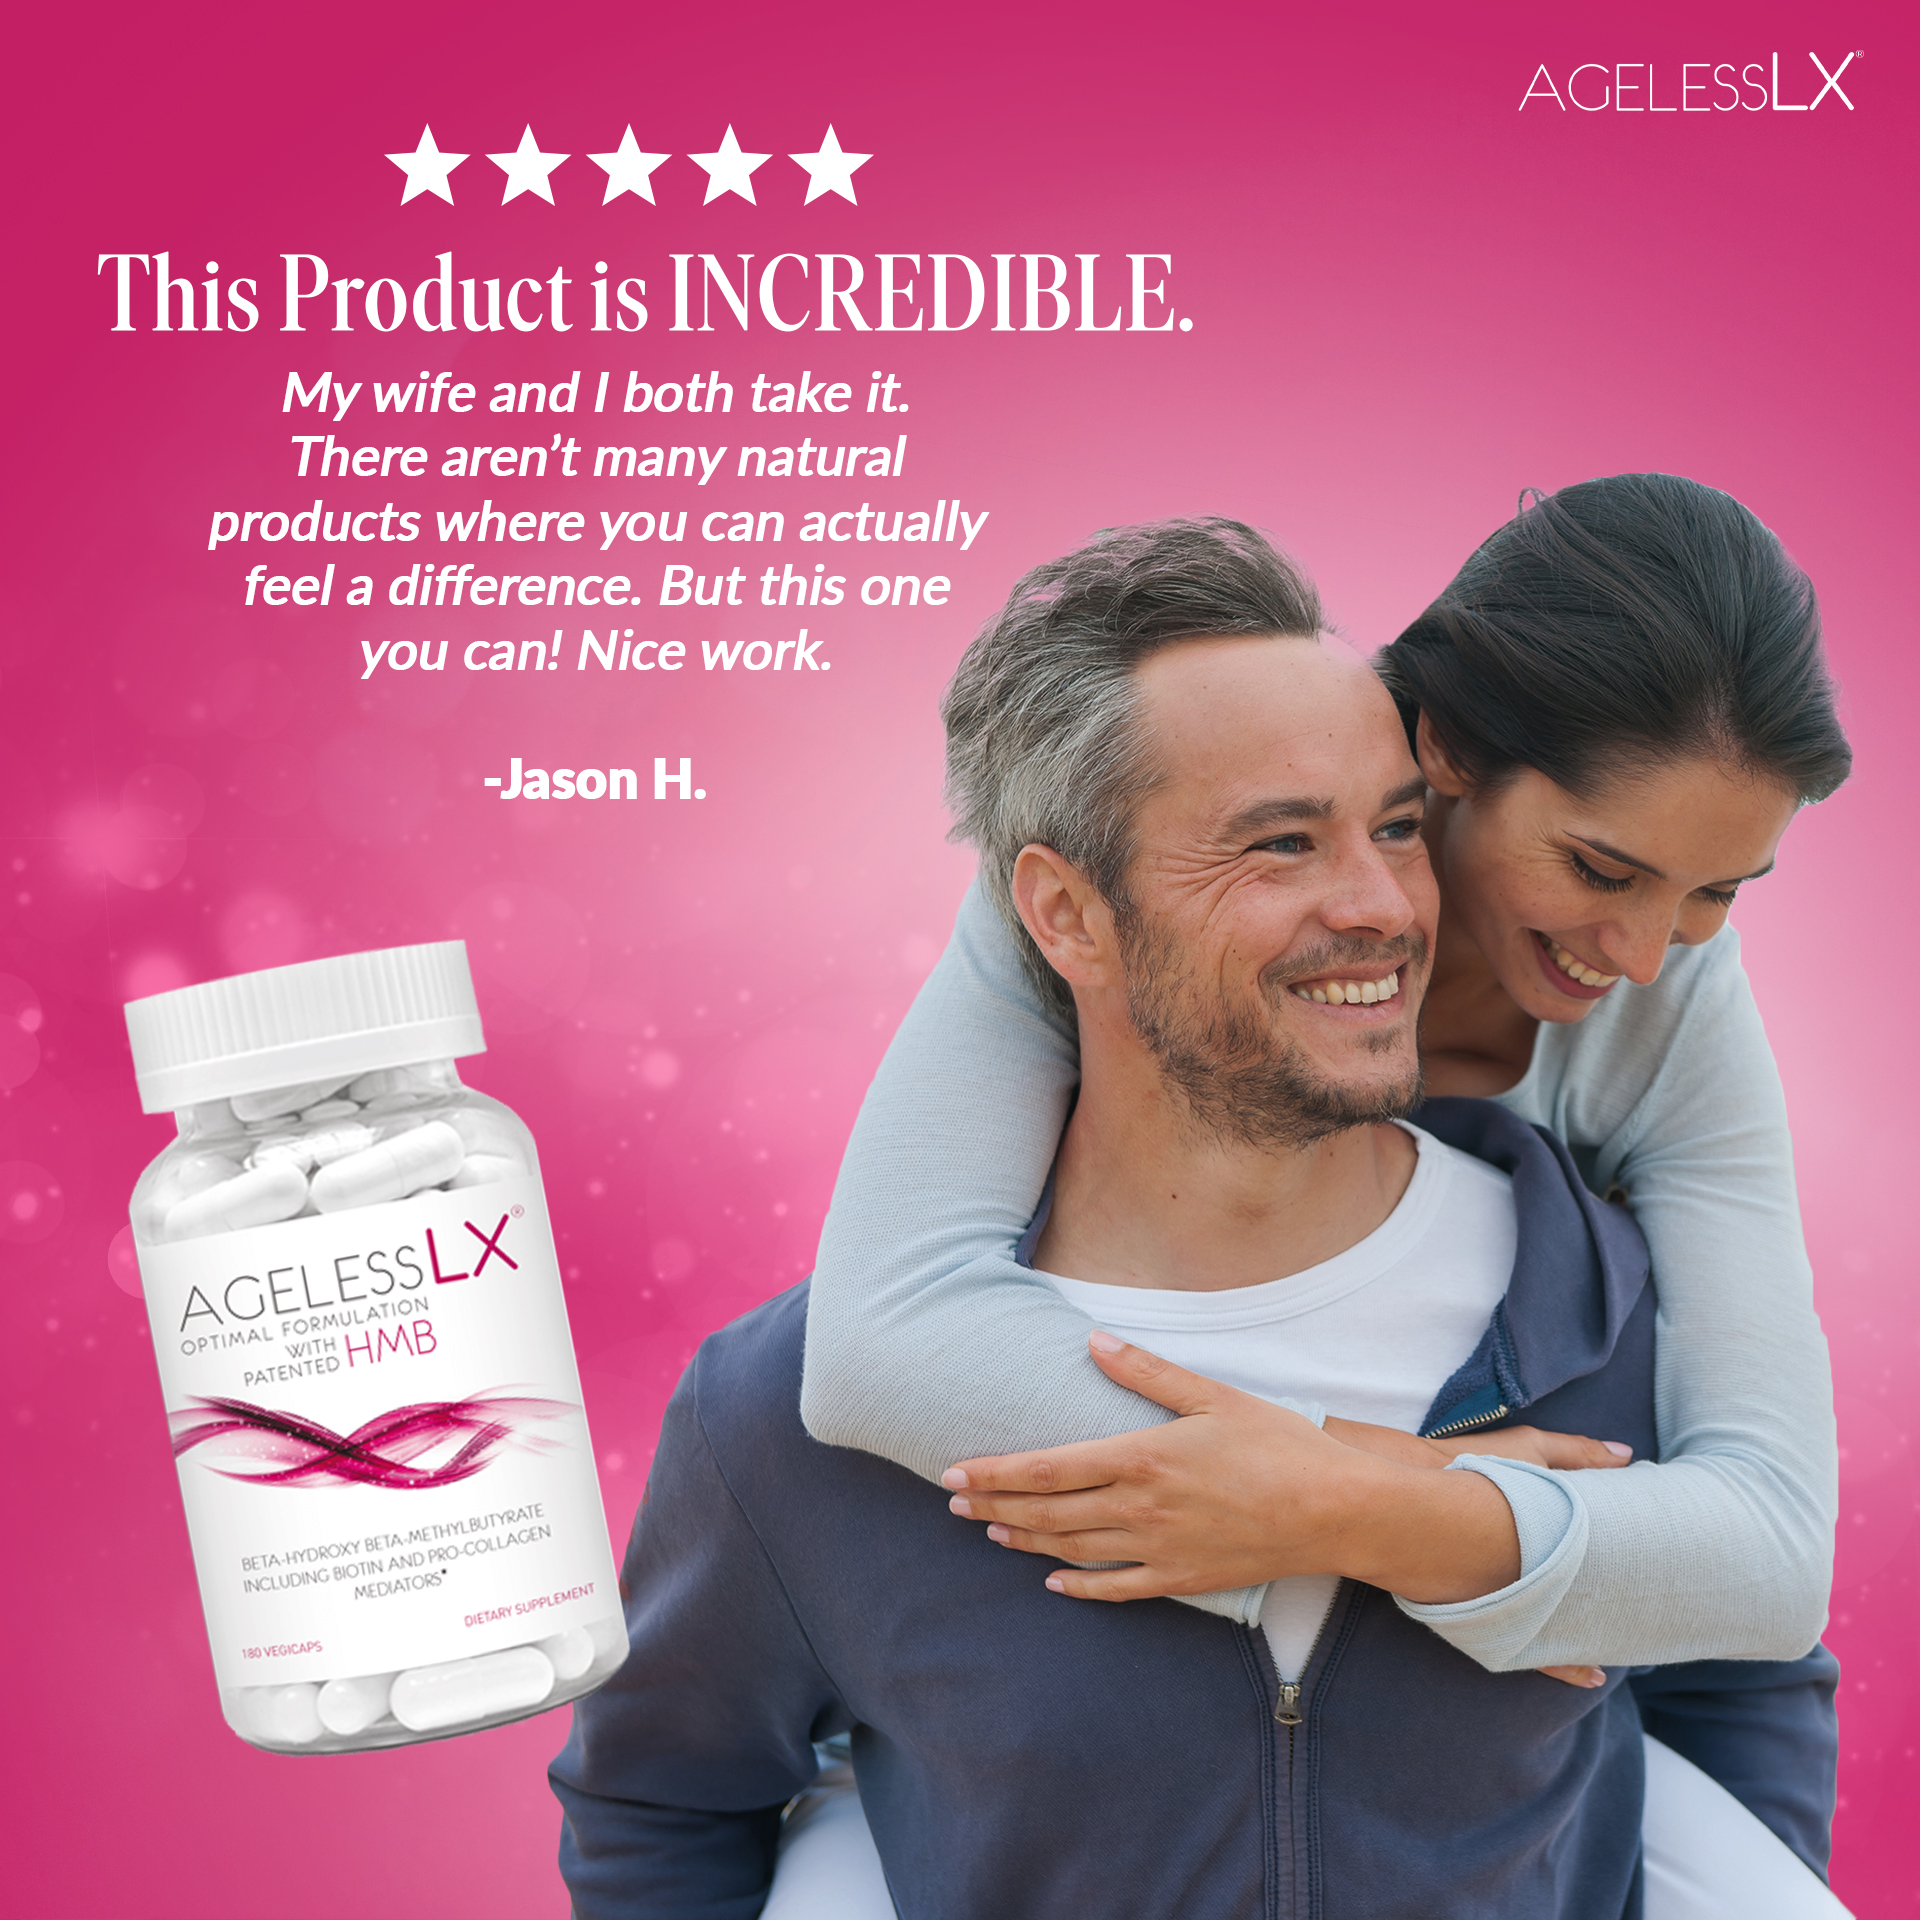 AGELESSLX®
This Product is INCREDIBLE.
My wife and I both take it.
There aren't many natural
products where you can actually
feel a difference. But this one
you can! Nice work.
-Jason H.
AGELESSLX®
OPTIMAL FORMULATION
WITH
PATENTED HMB
BETA-HYDROXY BETA-METHYLBUTYRATE
INCLUDING BIOTIN AND PRO-COLLAGEN
MEDIATORS*
DIETARY SUPPLEMENT
180 VEGICAPS